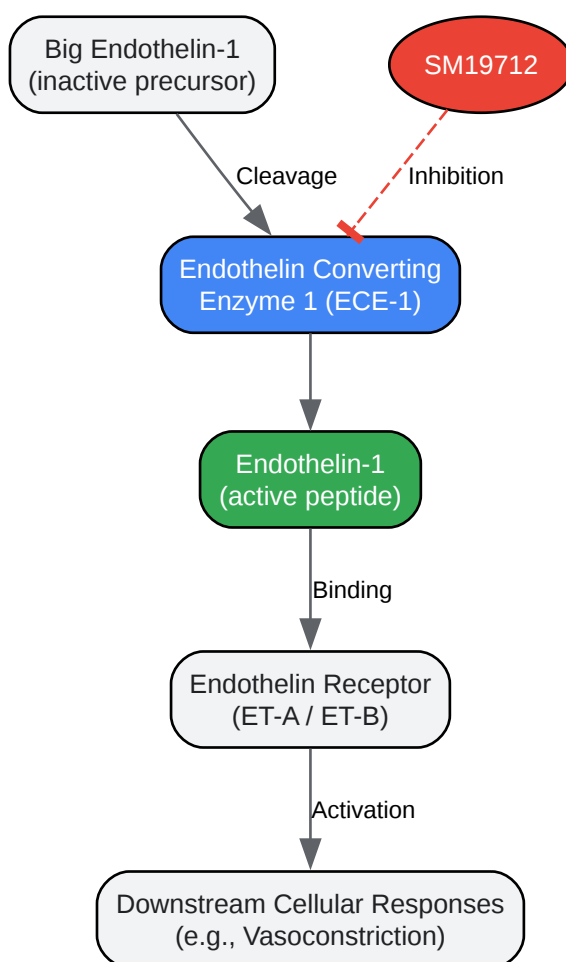 Big Endothelin-1
(inactive precursor)
SM19712
Cleavage
Inhibition
Endothelin Converting
Enzyme 1 (ECE-1)
Endothelin-1
(active peptide)
Binding
Endothelin Receptor
(ET-A / ET-B)
Activation
Downstream Cellular Responses
(e.g., Vasoconstriction)